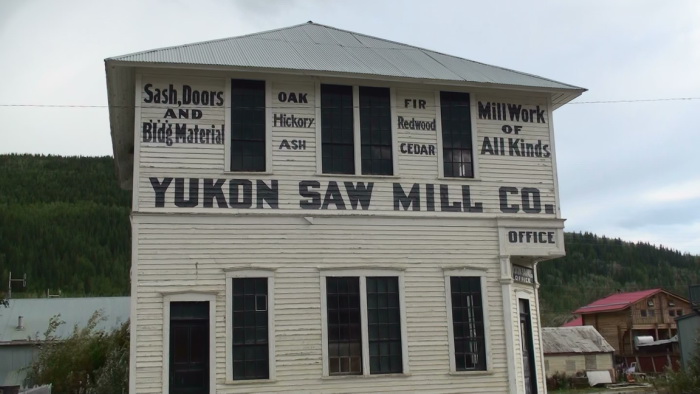 Sash, Doors
AND
Bldg Material
OAK
Hickory
ASH
FIR
Redwood
CEDAR
Mill Work
OF
All Kinds
YUKON SAW MILL CO.
OFFICE
OFFICE